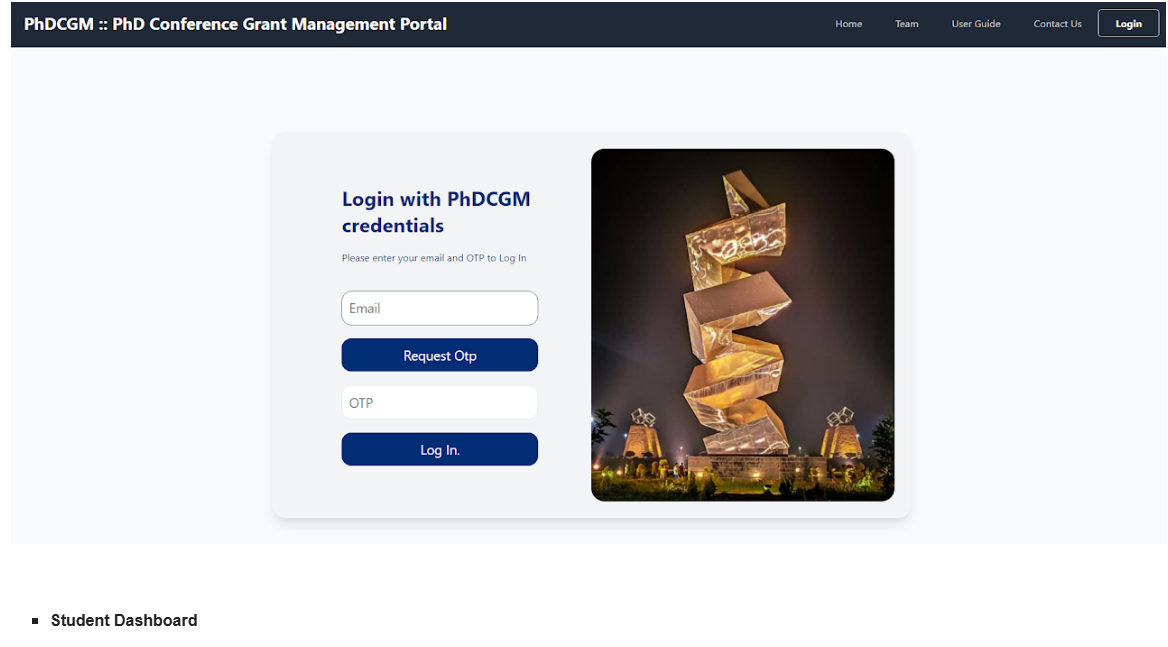 PhDCGM :: PhD Conference Grant Management Portal
Home
Team
User Guide
Contact Us
Login
Login with PhDCGM
credentials
Please enter your email and OTP to Log In
Email
Request Otp
OTP
Log In.
Student Dashboard